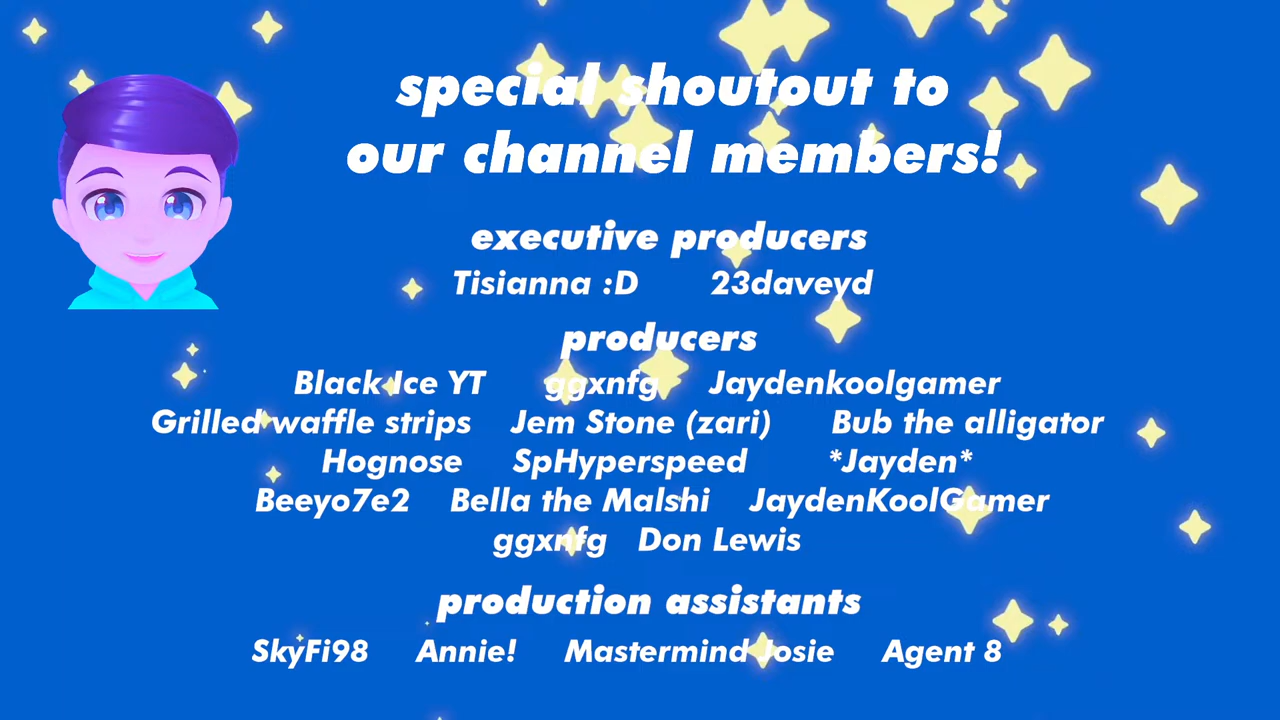 special shoutout to
our channel members!
executive producers
Tisianna :D 23daveyd
producers
Black Ice YT ggxnfg Jaydenkoolgamer
Grilled waffle strips Jem Stone (zari) Bub the alligator
Hognose SpHyperspeed *Jayden*
Beeyo7e2 Bella the Malshi JaydenKoolGamer
ggxnfg Don Lewis
production assistants
SkyFi98 Annie! Mastermind Josie Agent 8